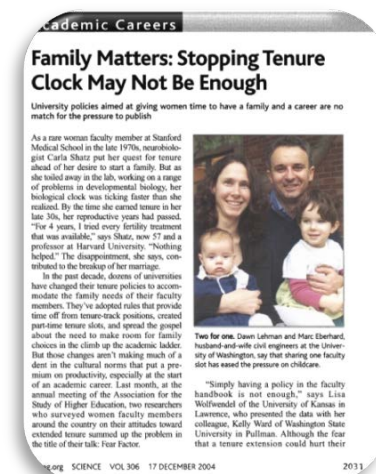 cademic Careers
Family Matters: Stopping Tenure
Clock May Not Be Enough
University policies aimed at giving women time to have a family and a career are no
match for the pressure to publish
As a rare woman faculty member at Stanford
Medical School in the late 1970s, neurobiolo-
gist Carla Shatz put her quest for tenure
ahead of her desire to start a family. But as
she toiled away in the lab, working on a range
of problems in developmental biology, her
biological clock was ticking faster than she
realized. By the time she earned tenure in her
late 30s, her reproductive years had passed.
"For 4 years, I tried every fertility treatment
that was available," says Shatz, now 57 and a
professor at Harvard University. "Nothing
helped." The disappointment, she says, con-
tributed to the breakup of her marriage.
In the past decade, dozens of universities
have changed their tenure policies to accom-
modate the family needs of their faculty
members. They've adopted rules that provide
time off from tenure-track positions, created
part-time tenure slots, and spread the gospel
about the need to make room for family
choices in the climb up the academic ladder.
But those changes aren't making much of a
dent in the cultural norms that put a pre-
mium on productivity, especially at the start
of an academic career. Last month, at the
annual meeting of the Association for the
Study of Higher Education, two researchers
who surveyed women faculty members
around the country on their attitudes toward
extended tenure summed up the problem in
the title of their talk: Fear Factor.
Two for one. Dawn Lehman and Marc Eberhard,
husband-and-wife civil engineers at the Univer-
sity of Washington, say that sharing one faculty
slot has eased the pressure on childcare.
"Simply having a policy in the faculty
handbook is not enough," says Lisa
Wolfwendel of the University of Kansas in
Lawrence, who presented the data with her
colleague, Kelly Ward of Washington State
University in Pullman. Although the fear
that a tenure extension could hurt their
.org SCIENCE VOL 306 17 DECEMBER 2004 2031